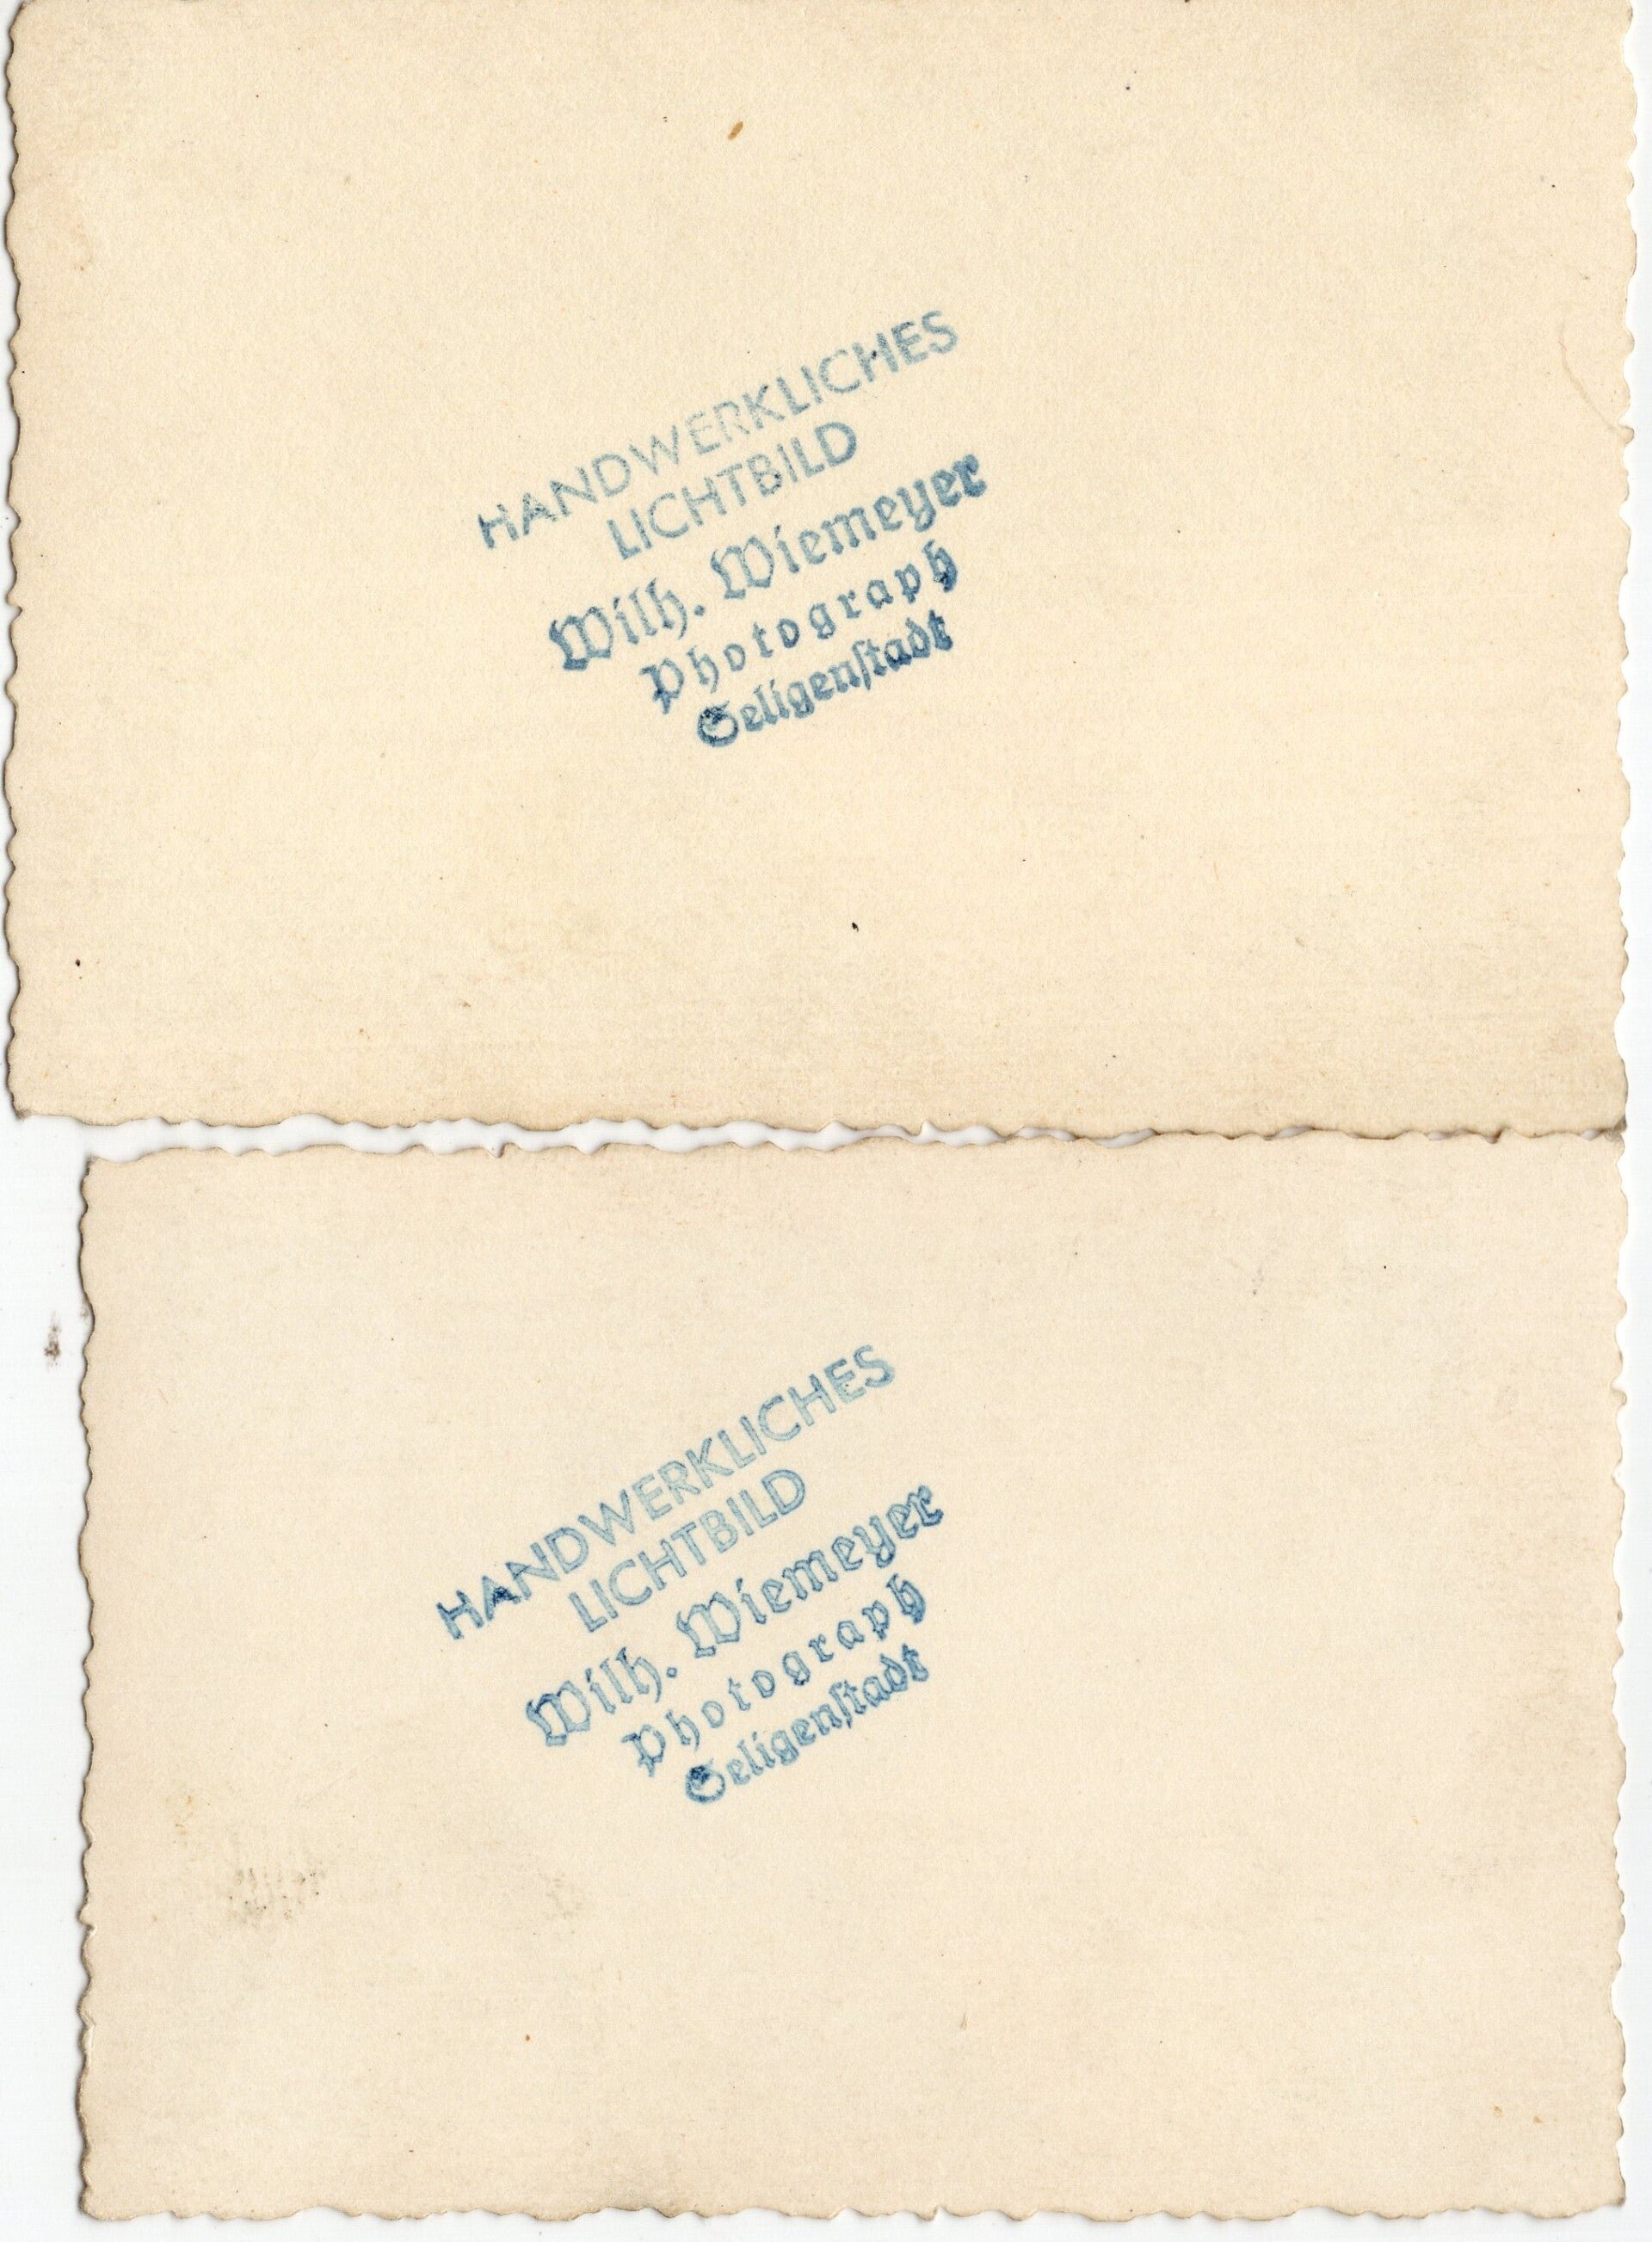 HANDWERKLICHES
LICHTBILD
Wilh. Wiemeyer
Photograph
Seligenstadt
HANDWERKLICHES
LICHTBILD
Wilh. Wiemeyer
Photograph
Seligenstadt